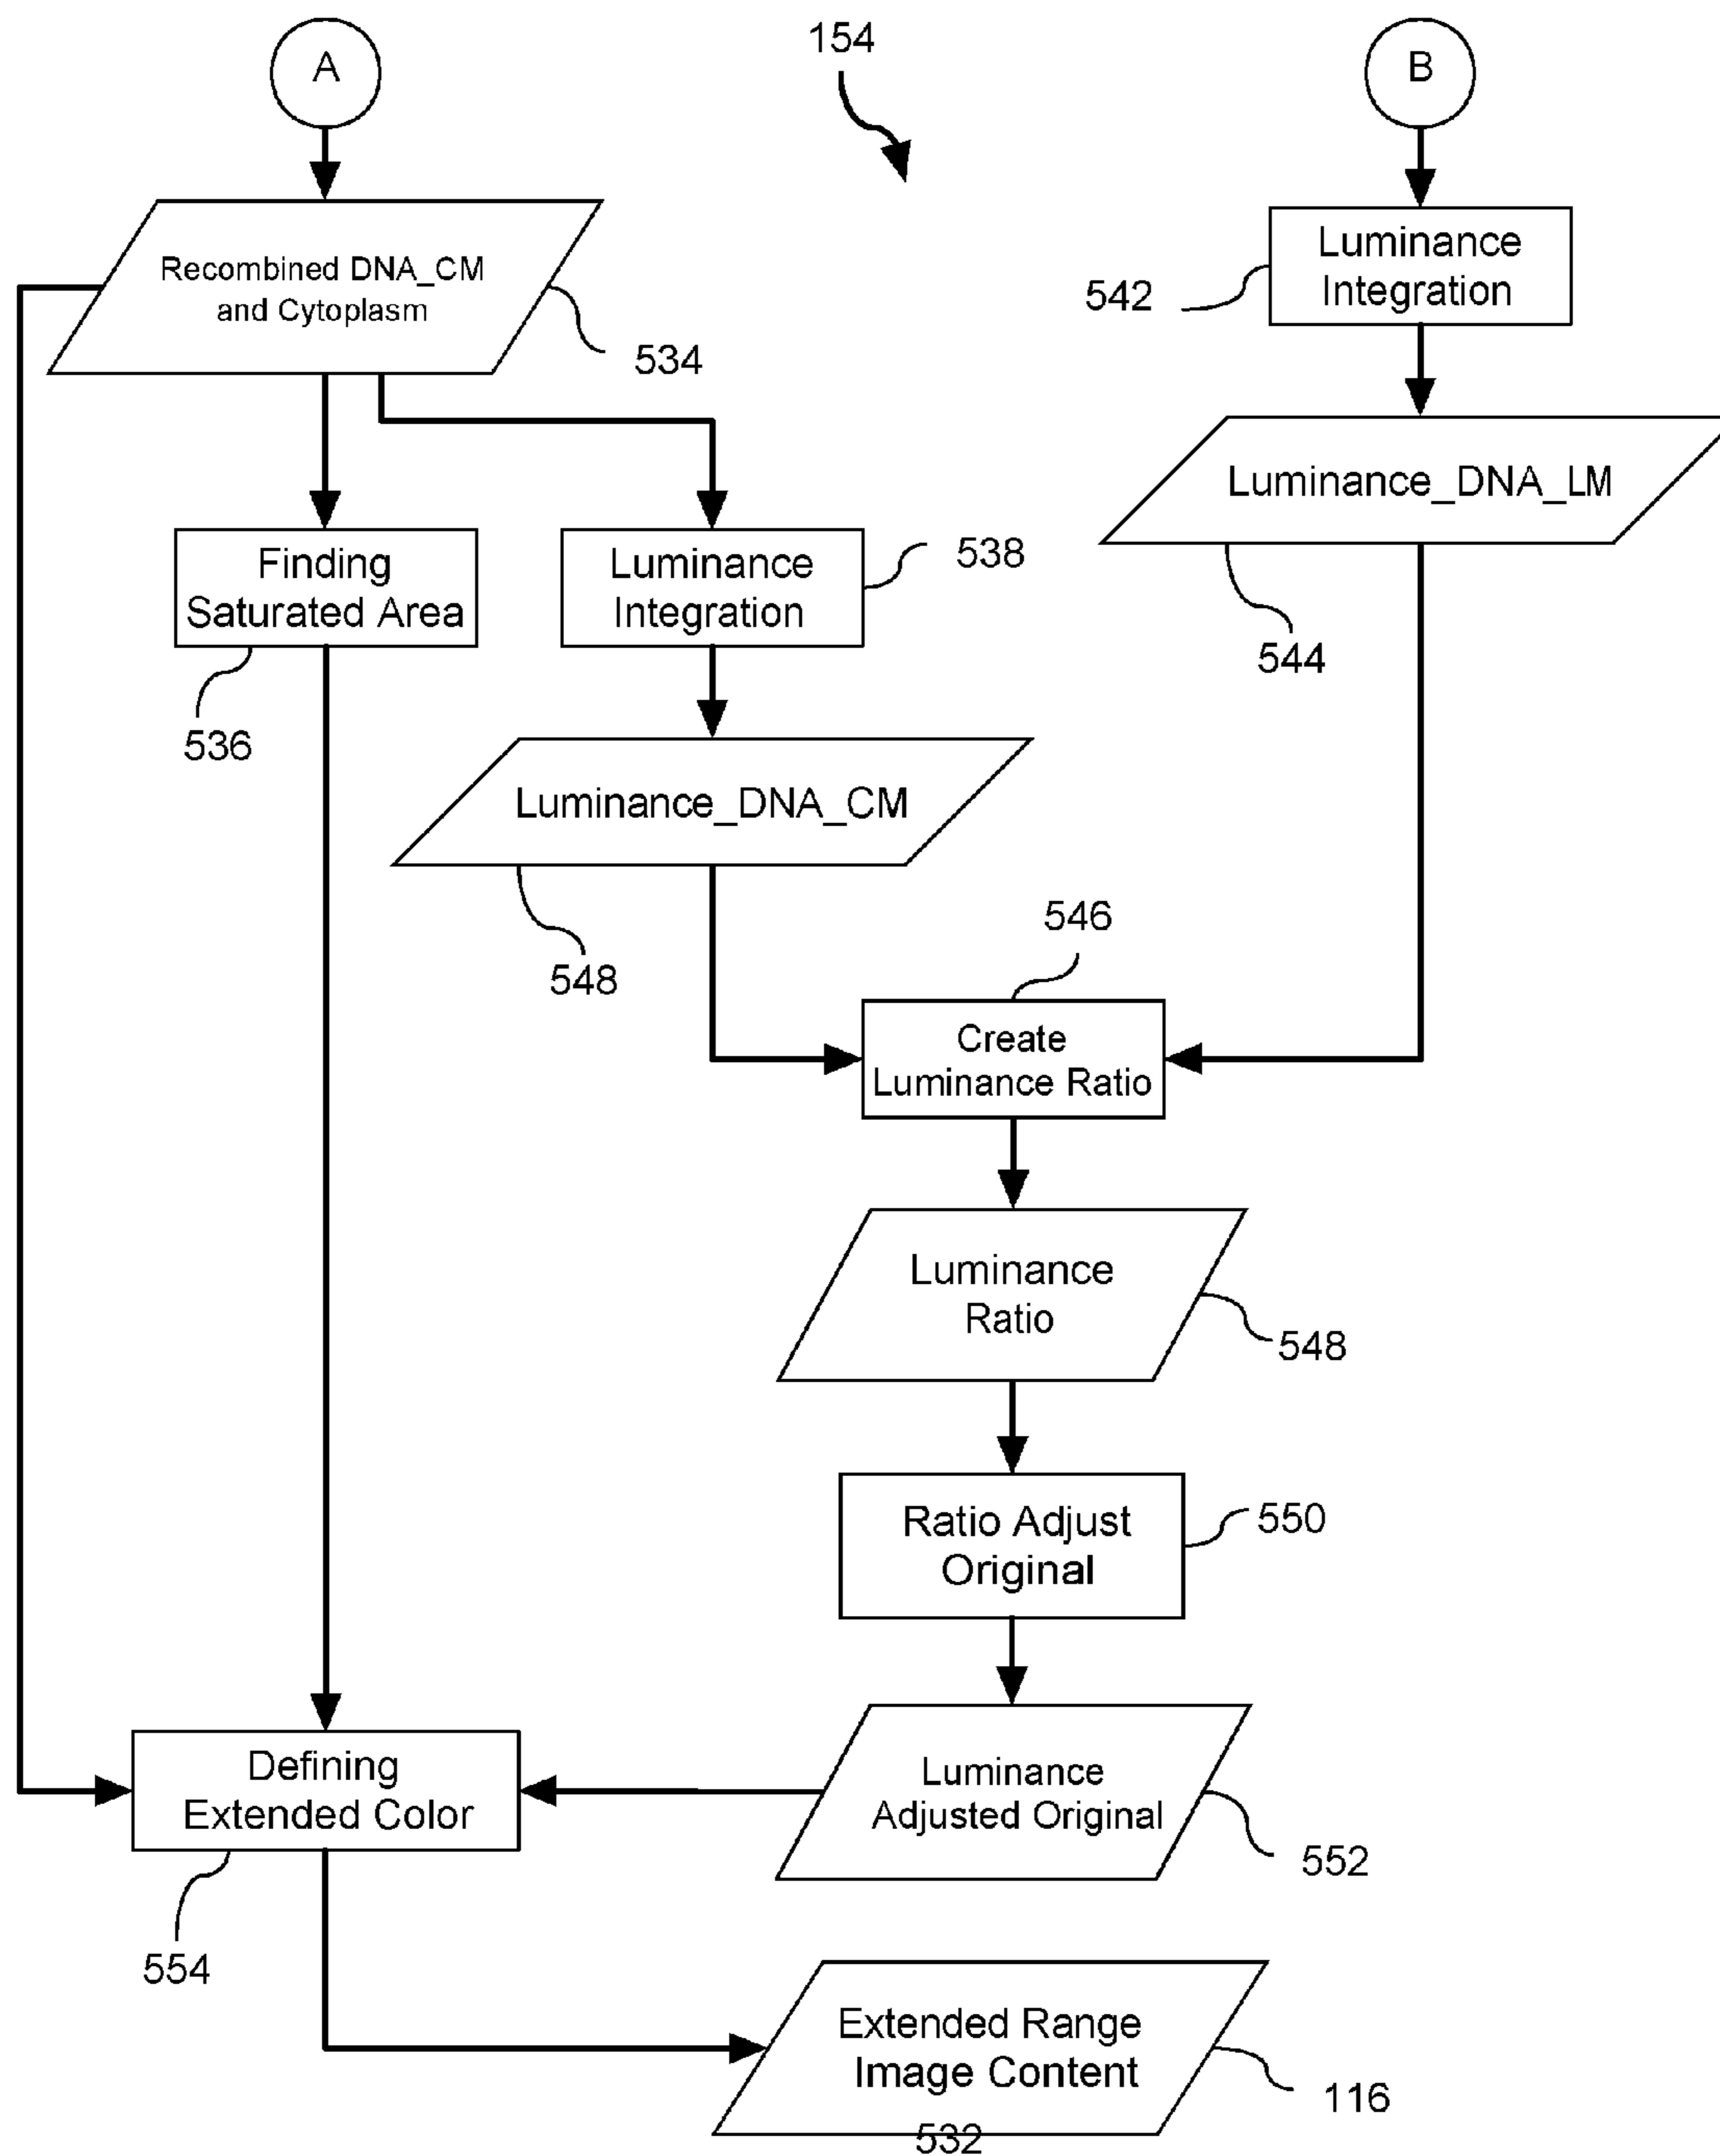 A
154
B
Recombined DNA_CM
and Cytoplasm
534
Luminance
Integration
542
Luminance_DNA_LM
544
Finding
Saturated Area
536
Luminance
Integration
538
Luminance_DNA_CM
548
546
Create
Luminance Ratio
Luminance
Ratio
548
Ratio Adjust
Original
550
Defining
Extended Color
554
Luminance
Adjusted Original
552
Extended Range
Image Content
532
116